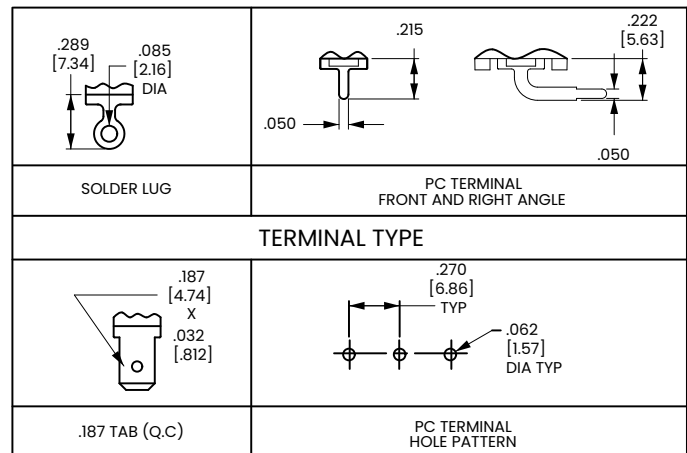 .289
[7.34]
.085
[2.16]
DIA
.215
.050
.222
[5.63]
.050
SOLDER LUG
PC TERMINAL
FRONT AND RIGHT ANGLE
TERMINAL TYPE
.187
[4.74]
X
.032
[.812]
.270
[6.86]
TYP
.062
[1.57]
DIA TYP
.187 TAB (Q.C)
PC TERMINAL
HOLE PATTERN